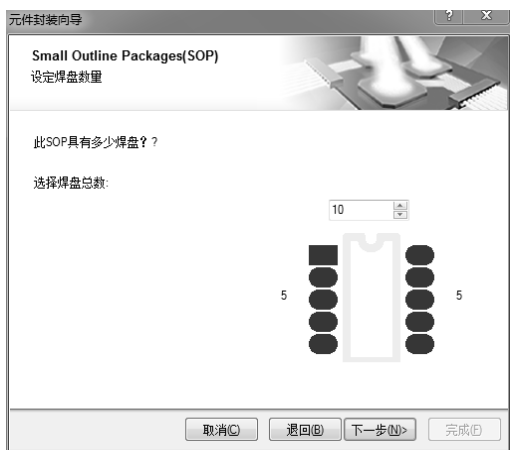 元件封装向导
Small Outline Packages(SOP)
设定焊盘数里
此SOP具有多少焊盘??
选择焊盘总数:
10
5
5
取消(C)
退回(B)
下一步(N)>
完成(F)